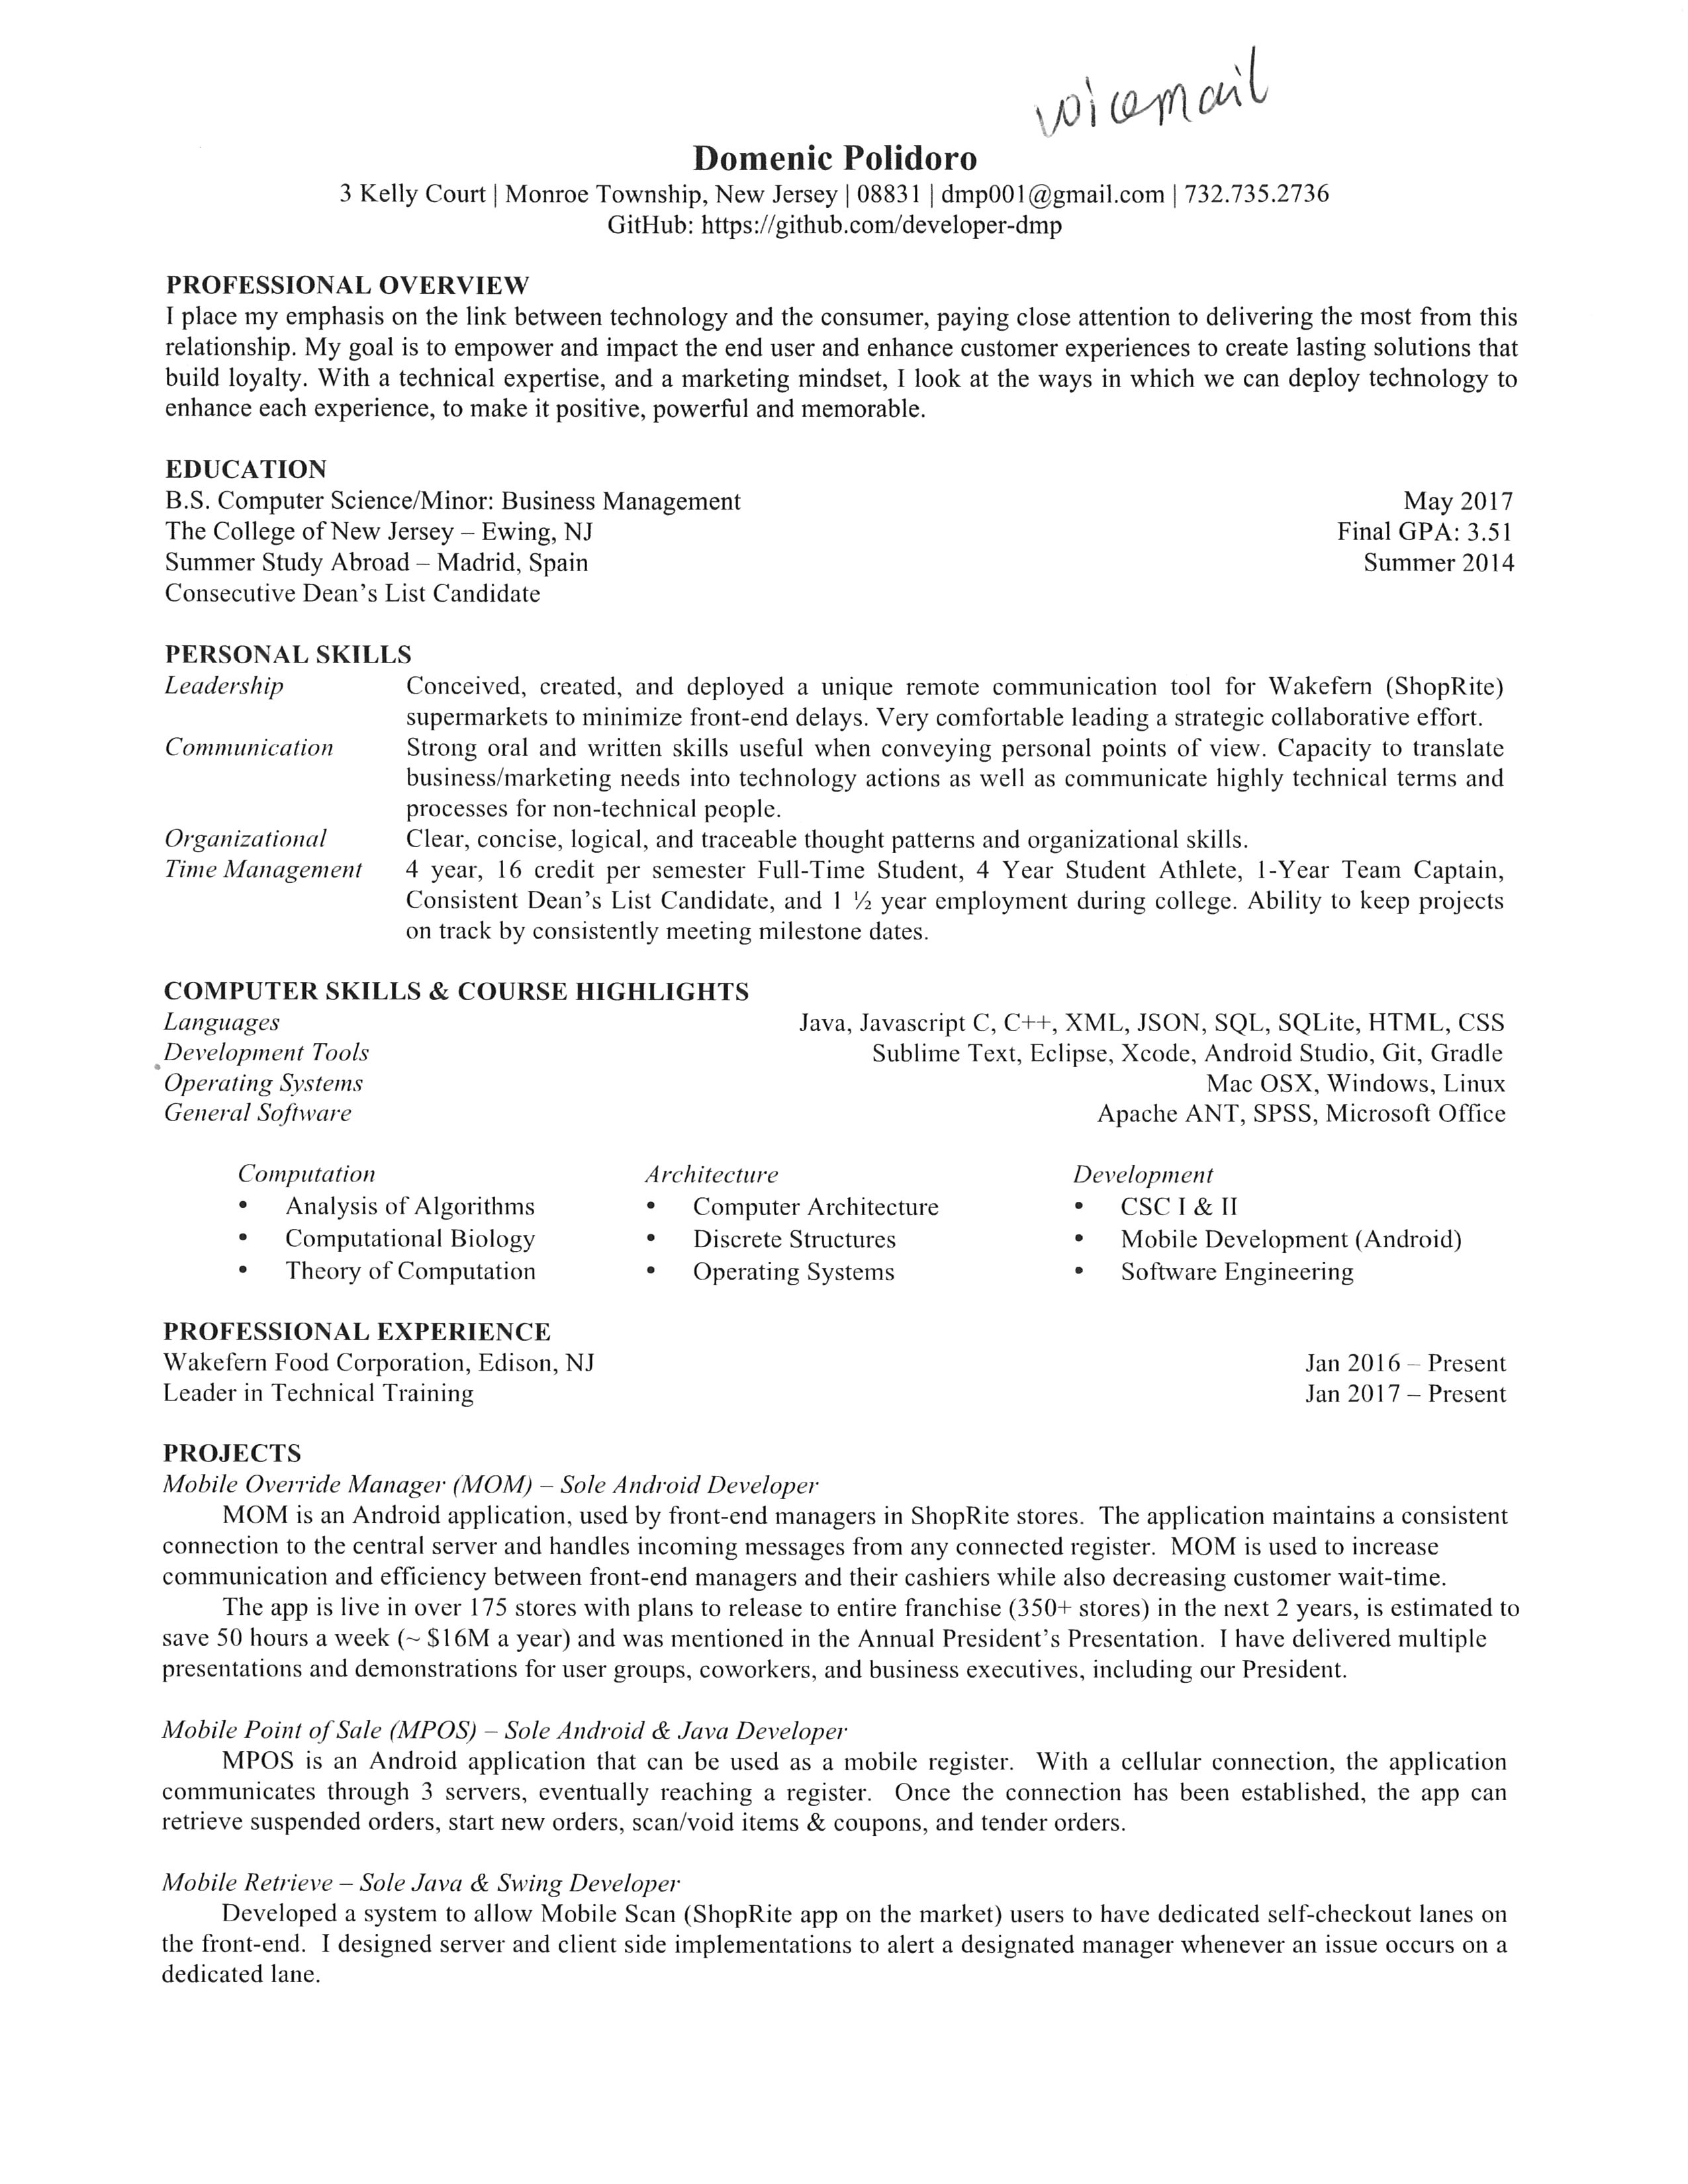 voicemail
Domenic Polidoro
3 Kelly Court | Monroe Township, New Jersey | 08831 | dmp001@gmail.com | 732.735.2736
GitHub: https://github.com/developer-dmp
PROFESSIONAL OVERVIEW
I place my emphasis on the link between technology and the consumer, paying close attention to delivering the most from this
relationship. My goal is to empower and impact the end user and enhance customer experiences to create lasting solutions that
build loyalty. With a technical expertise, and a marketing mindset, I look at the ways in which we can deploy technology to
enhance each experience, to make it positive, powerful and memorable.
EDUCATION
B.S. Computer Science/Minor: Business Management May 2017
The College of New Jersey – Ewing, NJ Final GPA: 3.51
Summer Study Abroad – Madrid, Spain Summer 2014
Consecutive Dean's List Candidate
PERSONAL SKILLS
Leadership Conceived, created, and deployed a unique remote communication tool for Wakefern (ShopRite)
supermarkets to minimize front-end delays. Very comfortable leading a strategic collaborative effort.
Communication Strong oral and written skills useful when conveying personal points of view. Capacity to translate
business/marketing needs into technology actions as well as communicate highly technical terms and
processes for non-technical people.
Organizational Clear, concise, logical, and traceable thought patterns and organizational skills.
Time Management 4 year, 16 credit per semester Full-Time Student, 4 Year Student Athlete, 1-Year Team Captain,
Consistent Dean's List Candidate, and 1 ½ year employment during college. Ability to keep projects
on track by consistently meeting milestone dates.
COMPUTER SKILLS & COURSE HIGHLIGHTS
Languages Java, Javascript C, C++, XML, JSON, SQL, SQLite, HTML, CSS
Development Tools Sublime Text, Eclipse, Xcode, Android Studio, Git, Gradle
Operating Systems Mac OSX, Windows, Linux
General Software Apache ANT, SPSS, Microsoft Office
Computation Architecture Development
• Analysis of Algorithms • Computer Architecture • CSC I & II
• Computational Biology • Discrete Structures • Mobile Development (Android)
• Theory of Computation • Operating Systems • Software Engineering
PROFESSIONAL EXPERIENCE
Wakefern Food Corporation, Edison, NJ Jan 2016 – Present
Leader in Technical Training Jan 2017 – Present
PROJECTS
Mobile Override Manager (MOM) – Sole Android Developer
MOM is an Android application, used by front-end managers in ShopRite stores. The application maintains a consistent
connection to the central server and handles incoming messages from any connected register. MOM is used to increase
communication and efficiency between front-end managers and their cashiers while also decreasing customer wait-time.
The app is live in over 175 stores with plans to release to entire franchise (350+ stores) in the next 2 years, is estimated to
save 50 hours a week (~ $16M a year) and was mentioned in the Annual President's Presentation. I have delivered multiple
presentations and demonstrations for user groups, coworkers, and business executives, including our President.
Mobile Point of Sale (MPOS) – Sole Android & Java Developer
MPOS is an Android application that can be used as a mobile register. With a cellular connection, the application
communicates through 3 servers, eventually reaching a register. Once the connection has been established, the app can
retrieve suspended orders, start new orders, scan/void items & coupons, and tender orders.
Mobile Retrieve – Sole Java & Swing Developer
Developed a system to allow Mobile Scan (ShopRite app on the market) users to have dedicated self-checkout lanes on
the front-end. I designed server and client side implementations to alert a designated manager whenever an issue occurs on a
dedicated lane.